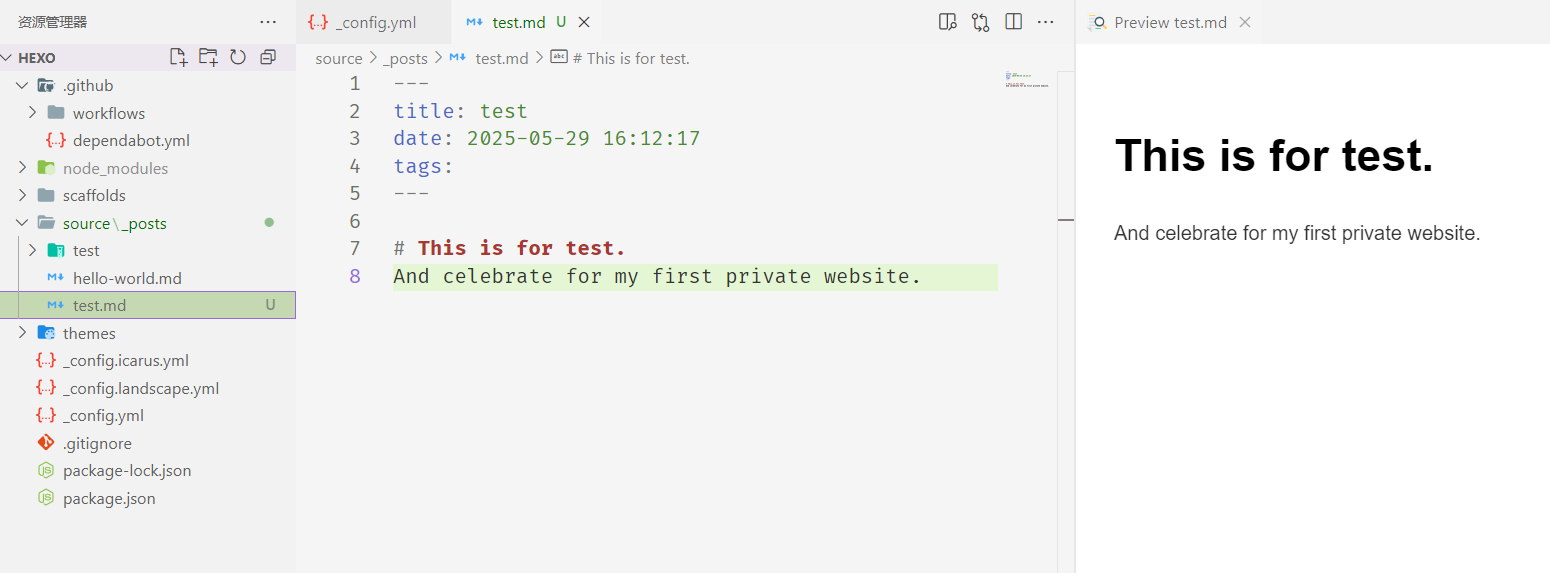 资源管理器
HEXO
.github
workflows
dependabot.yml
node_modules
scaffolds
source\_posts
test
hello-world.md
test.md U
themes
_config.icarus.yml
_config.landscape.yml
_config.yml
.gitignore
package-lock.json
package.json
_config.yml
test.md U
source > _posts > test.md > # This is for test.
1 ---
2 title: test
3 date: 2025-05-29 16:12:17
4 tags:
5 ---
6
7 # This is for test.
8 And celebrate for my first private website.
Preview test.md
This is for test.
And celebrate for my first private website.